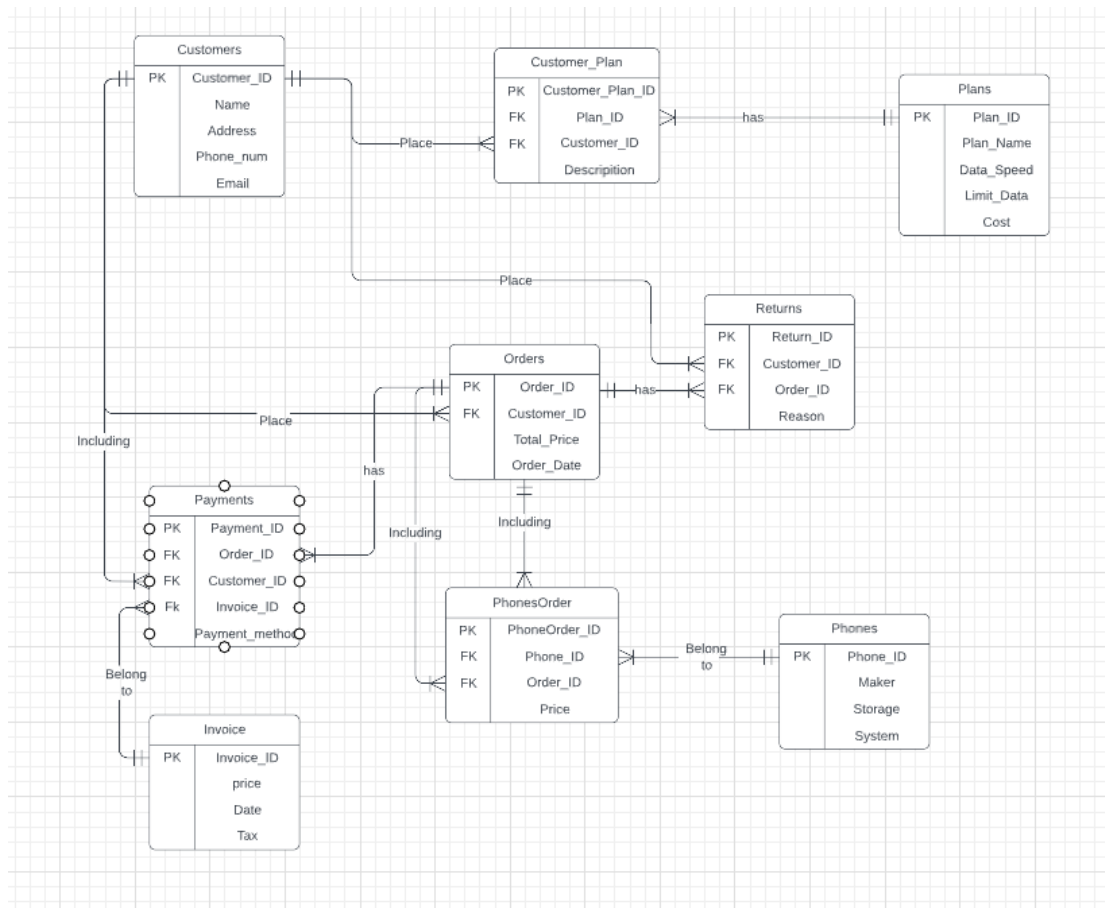 Customers
PK Customer_ID
Name
Address
Phone_num
Email
Customer_Plan
PK Customer_Plan_ID
FK Plan_ID
FK Customer_ID
Descripition
Plans
PK Plan_ID
Plan_Name
Data_Speed
Limit_Data
Cost
Place
has
Place
Returns
PK Return_ID
FK Customer_ID
FK Order_ID
Reason
Orders
PK Order_ID
FK Customer_ID
Total_Price
Order_Date
has
Place
Including
has
Including
Including
Payments
PK Payment_ID
FK Order_ID
FK Customer_ID
Fk Invoice_ID
Payment_method
PhonesOrder
PK PhoneOrder_ID
FK Phone_ID
FK Order_ID
Price
Belong
to
Phones
PK Phone_ID
Maker
Storage
System
Belong
to
Invoice
PK Invoice_ID
price
Date
Tax